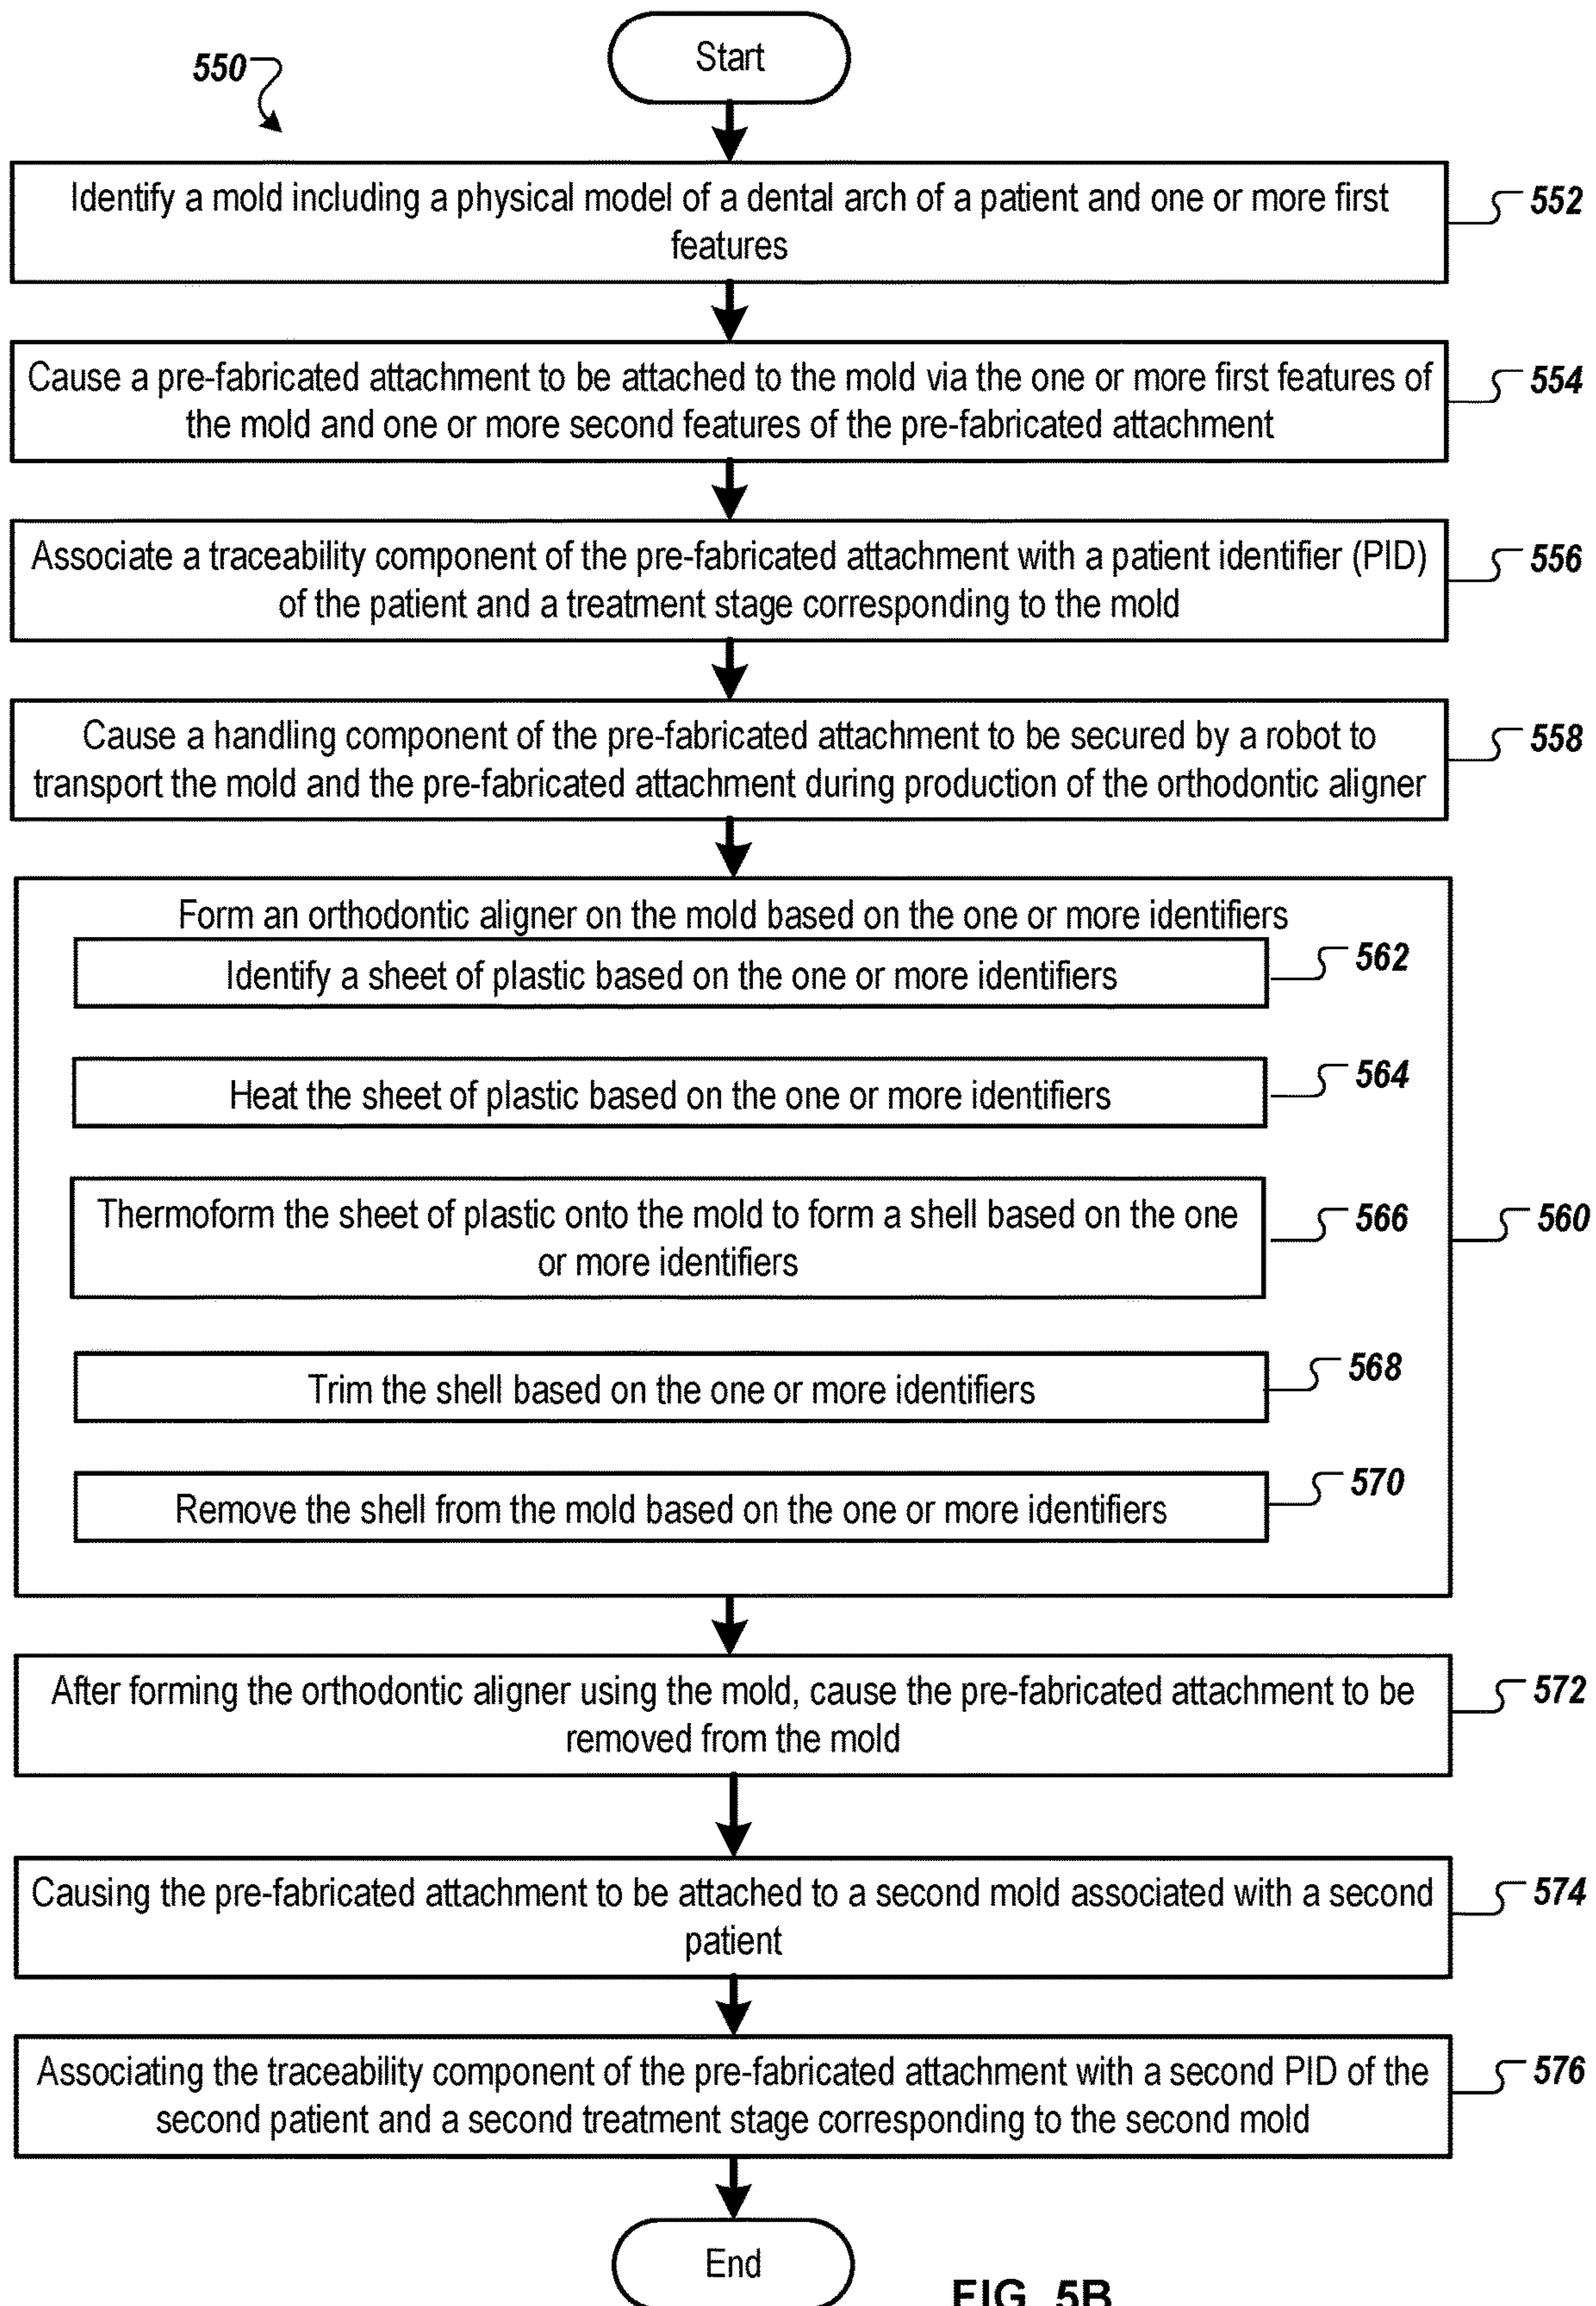 Start
550
Identify a mold including a physical model of a dental arch of a patient and one or more first
features
552
Cause a pre-fabricated attachment to be attached to the mold via the one or more first features of
the mold and one or more second features of the pre-fabricated attachment
554
Associate a traceability component of the pre-fabricated attachment with a patient identifier (PID)
of the patient and a treatment stage corresponding to the mold
556
Cause a handling component of the pre-fabricated attachment to be secured by a robot to
transport the mold and the pre-fabricated attachment during production of the orthodontic aligner
558
Form an orthodontic aligner on the mold based on the one or more identifiers
Identify a sheet of plastic based on the one or more identifiers
562
Heat the sheet of plastic based on the one or more identifiers
564
Thermoform the sheet of plastic onto the mold to form a shell based on the one
or more identifiers
566
560
Trim the shell based on the one or more identifiers
568
Remove the shell from the mold based on the one or more identifiers
570
After forming the orthodontic aligner using the mold, cause the pre-fabricated attachment to be
removed from the mold
572
Causing the pre-fabricated attachment to be attached to a second mold associated with a second
patient
574
Associating the traceability component of the pre-fabricated attachment with a second PID of the
second patient and a second treatment stage corresponding to the second mold
576
End
FIG. 5B